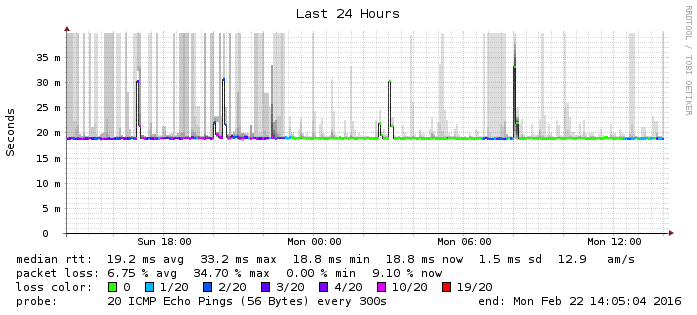 Last 24 Hours
RRDTOOL / TOBI OETIKER
Seconds
35 m
30 m
25 m
20 m
15 m
10 m
5 m
0
Sun 18:00 Mon 00:00 Mon 06:00 Mon 12:00
median rtt: 19.2 ms avg 33.2 ms max 18.8 ms min 18.8 ms now 1.5 ms sd 12.9 am/s
packet loss: 6.75 % avg 34.70 % max 0.00 % min 9.10 % now
loss color: 0 1/20 2/20 3/20 4/20 10/20 19/20
probe: 20 ICMP Echo Pings (56 Bytes) every 300s end: Mon Feb 22 14:05:04 2016